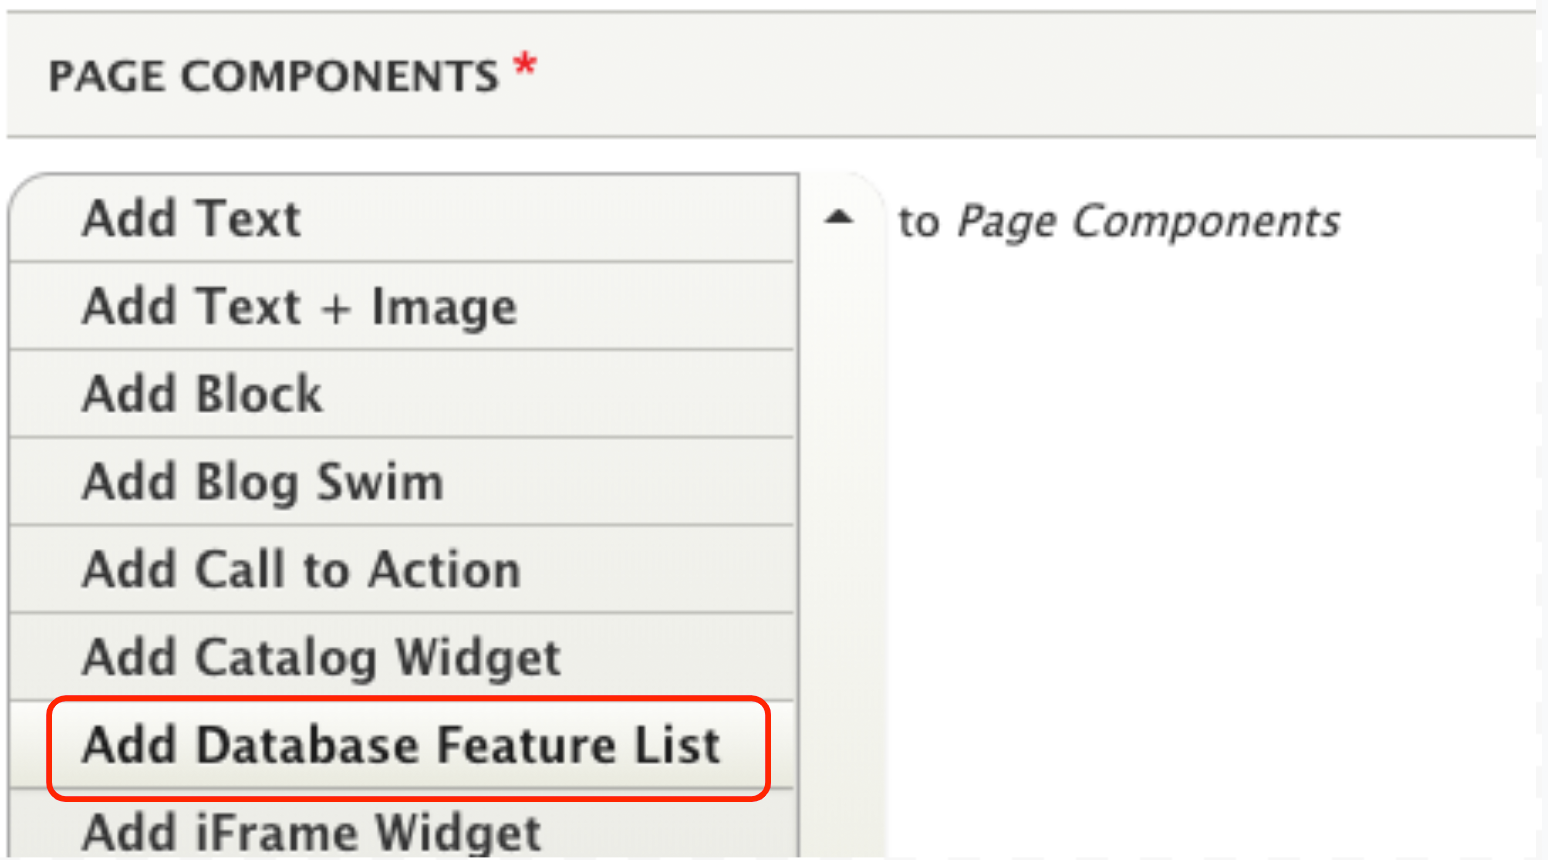 PAGE COMPONENTS *
Add Text to Page Components
Add Text + Image
Add Block
Add Blog Swim
Add Call to Action
Add Catalog Widget
Add Database Feature List
Add iFrame Widget